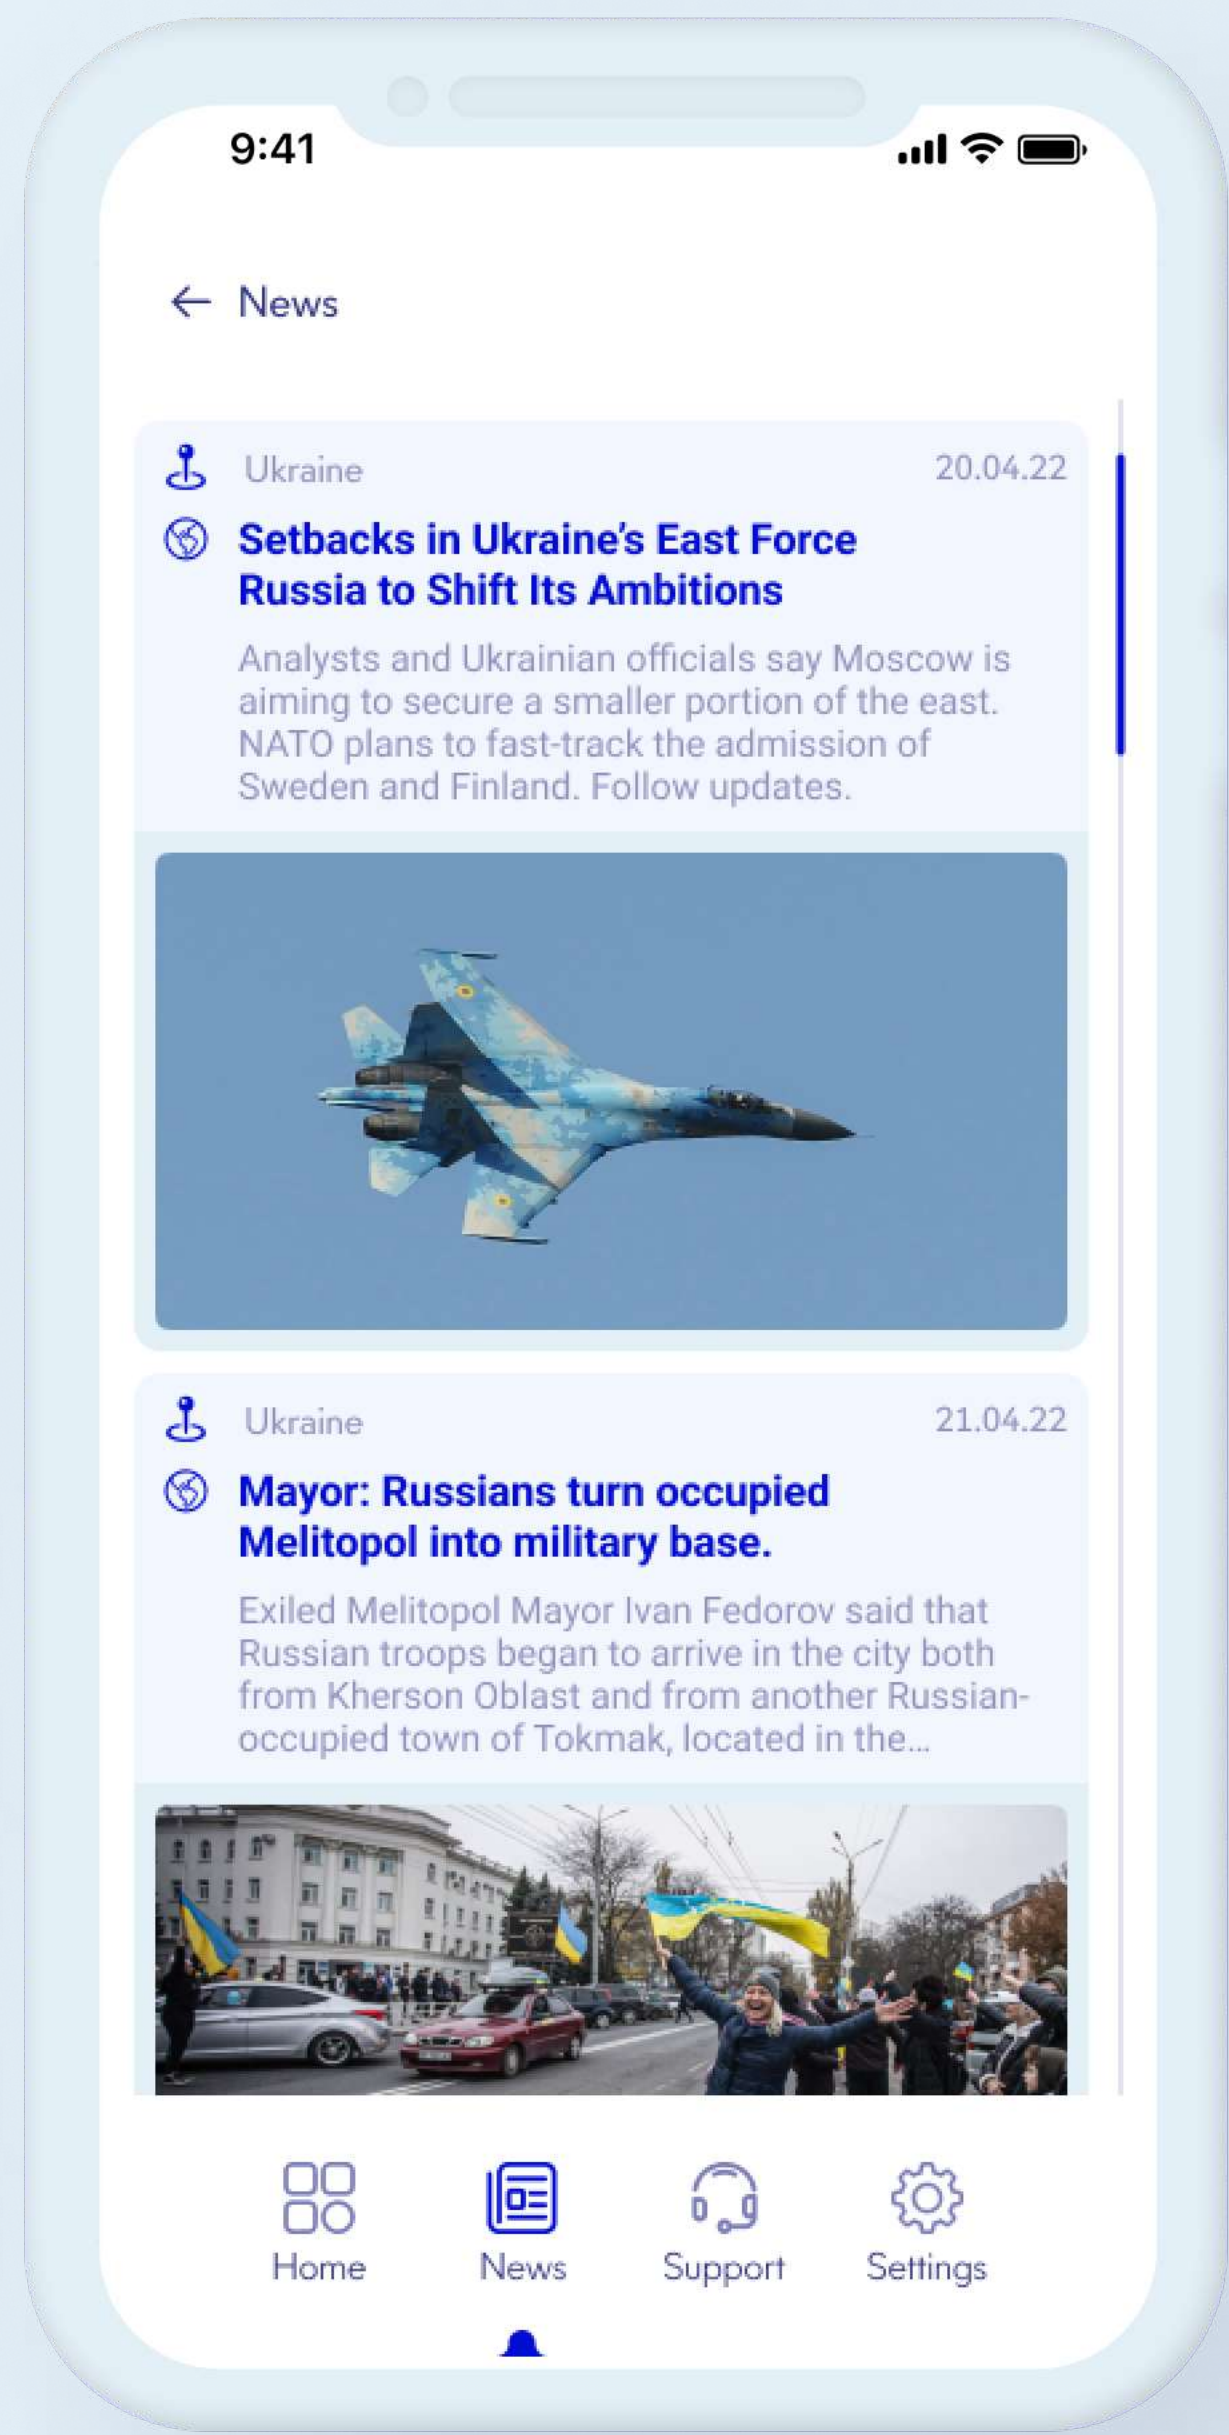 9:41
News
Ukraine
20.04.22
Setbacks in Ukraine's East Force
Russia to Shift Its Ambitions
Analysts and Ukrainian officials say Moscow is
aiming to secure a smaller portion of the east.
NATO plans to fast-track the admission of
Sweden and Finland. Follow updates.
Ukraine
21.04.22
Mayor: Russians turn occupied
Melitopol into military base.
Exiled Melitopol Mayor Ivan Fedorov said that
Russian troops began to arrive in the city both
from Kherson Oblast and from another Russian-
occupied town of Tokmak, located in the...
Home
News
Support
Settings